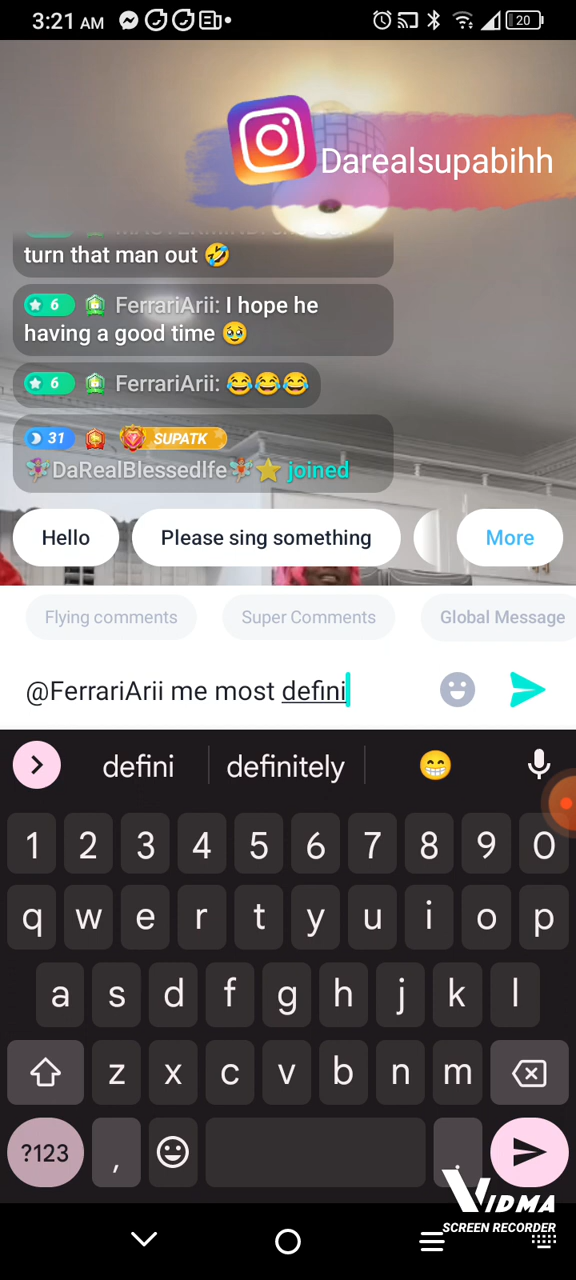 3:21 AM
20
Darealsupabihh
turn that man out 🤣
6 FerrariArii: I hope he
having a good time 🥹
6 FerrariArii: 😂😂😂
31 SUPATK
🧚DaRealBlessedIfe🧚⭐ joined
Hello Please sing something More
Flying comments Super Comments Global Message
@FerrariArii me most defini
defini definitely 😁
1 2 3 4 5 6 7 8 9 0
q w e r t y u i o p
a s d f g h j k l
z x c v b n m
?123 , .
VIDMA
SCREEN RECORDER